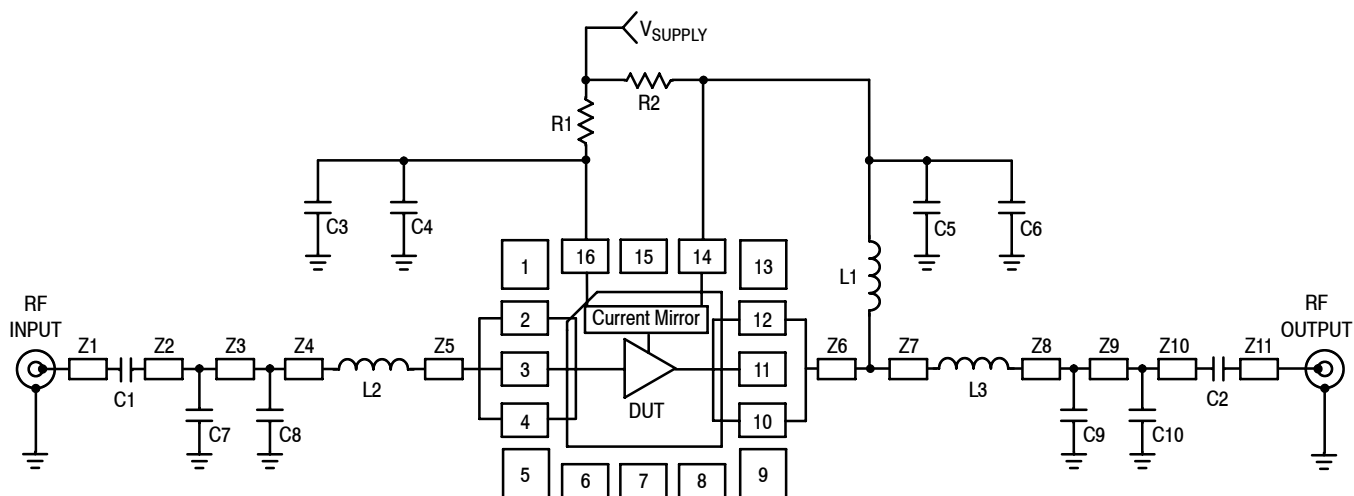 VSUPPLY
R2
R1
C3
C4
C5
C6
1
16
15
14
13
L1
RF
INPUT
RF
OUTPUT
2
Current Mirror
12
Z1
Z2
Z3
Z4
Z5
3
11
Z6
Z7
Z8
Z9
Z10
Z11
C1
L2
DUT
L3
C2
4
10
C7
C8
C9
C10
5
6
7
8
9